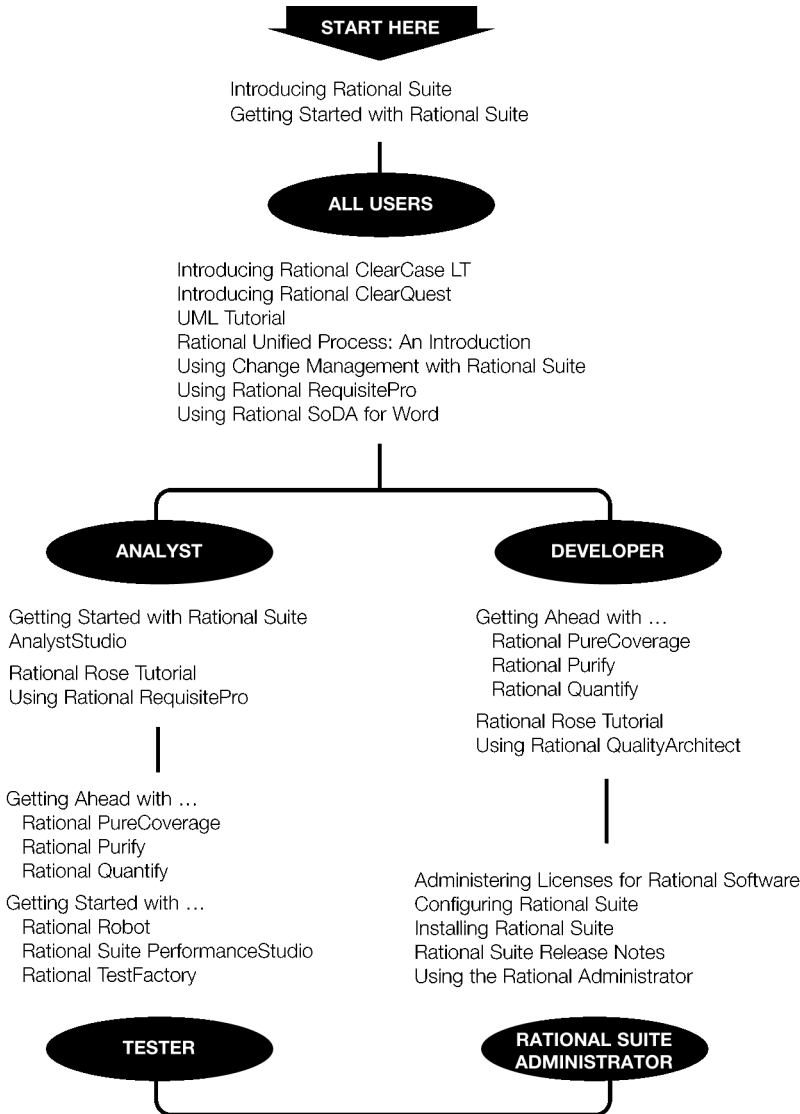 START HERE
Introducing Rational Suite
Getting Started with Rational Suite
ALL USERS
Introducing Rational ClearCase LT
Introducing Rational ClearQuest
UML Tutorial
Rational Unified Process: An Introduction
Using Change Management with Rational Suite
Using Rational RequisitePro
Using Rational SoDA for Word
ANALYST
Getting Started with Rational Suite
AnalystStudio
Rational Rose Tutorial
Using Rational RequisitePro
DEVELOPER
Getting Ahead with …
Rational PureCoverage
Rational Purify
Rational Quantify
Rational Rose Tutorial
Using Rational QualityArchitect
Getting Ahead with …
Rational PureCoverage
Rational Purify
Rational Quantify
Getting Started with …
Rational Robot
Rational Suite PerformanceStudio
Rational TestFactory
TESTER
Administering Licenses for Rational Software
Configuring Rational Suite
Installing Rational Suite
Rational Suite Release Notes
Using the Rational Administrator
RATIONAL SUITE
ADMINISTRATOR